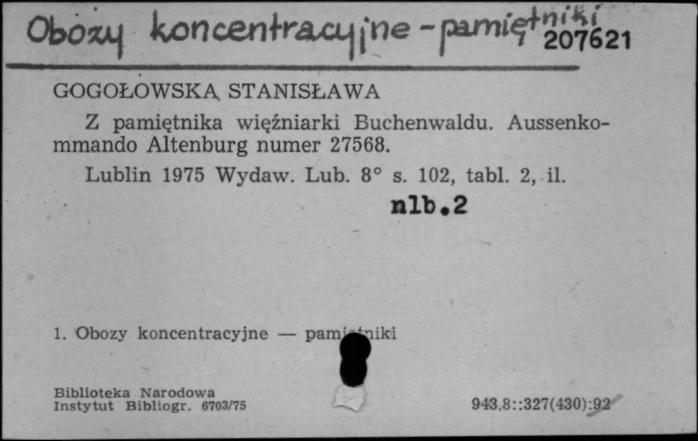 Obozy koncentracyjne - pamiętniki
207621
GOGOŁOWSKA STANISŁAWA
Z pamiętnika więźniarki Buchenwaldu. Aussenko-
mmando Altenburg numer 27568.
Lublin 1975 Wydaw. Lub. 8° s. 102, tabl. 2, il.
nlb.2
1. Obozy koncentracyjne — pamiętniki
Biblioteka Narodowa
Instytut Bibliogr. 6703/75
943.8::327(430):92